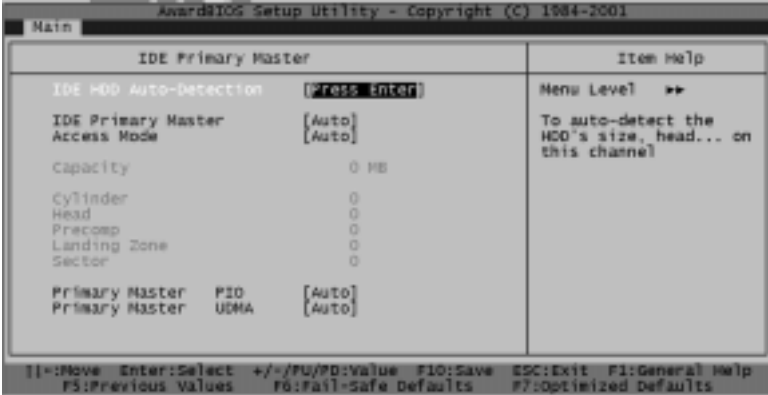 AwardBIOS Setup Utility - Copyright (C) 1984-2001
Main
IDE Primary Master
Item Help
IDE HDD Auto-Detection [Press Enter]
Menu Level ▸▸
IDE Primary Master [Auto]
Access Mode [Auto]
To auto-detect the
HDD's size, head... on
this channel
Capacity 0 MB
Cylinder 0
Head 0
Precomp 0
Landing Zone 0
Sector 0
Primary Master PIO [Auto]
Primary Master UDMA [Auto]
:Move Enter:Select +/-/PU/PD:Value F10:Save ESC:Exit F1:General Help
F5:Previous Values F6:Fail-Safe Defaults F7:Optimized Defaults